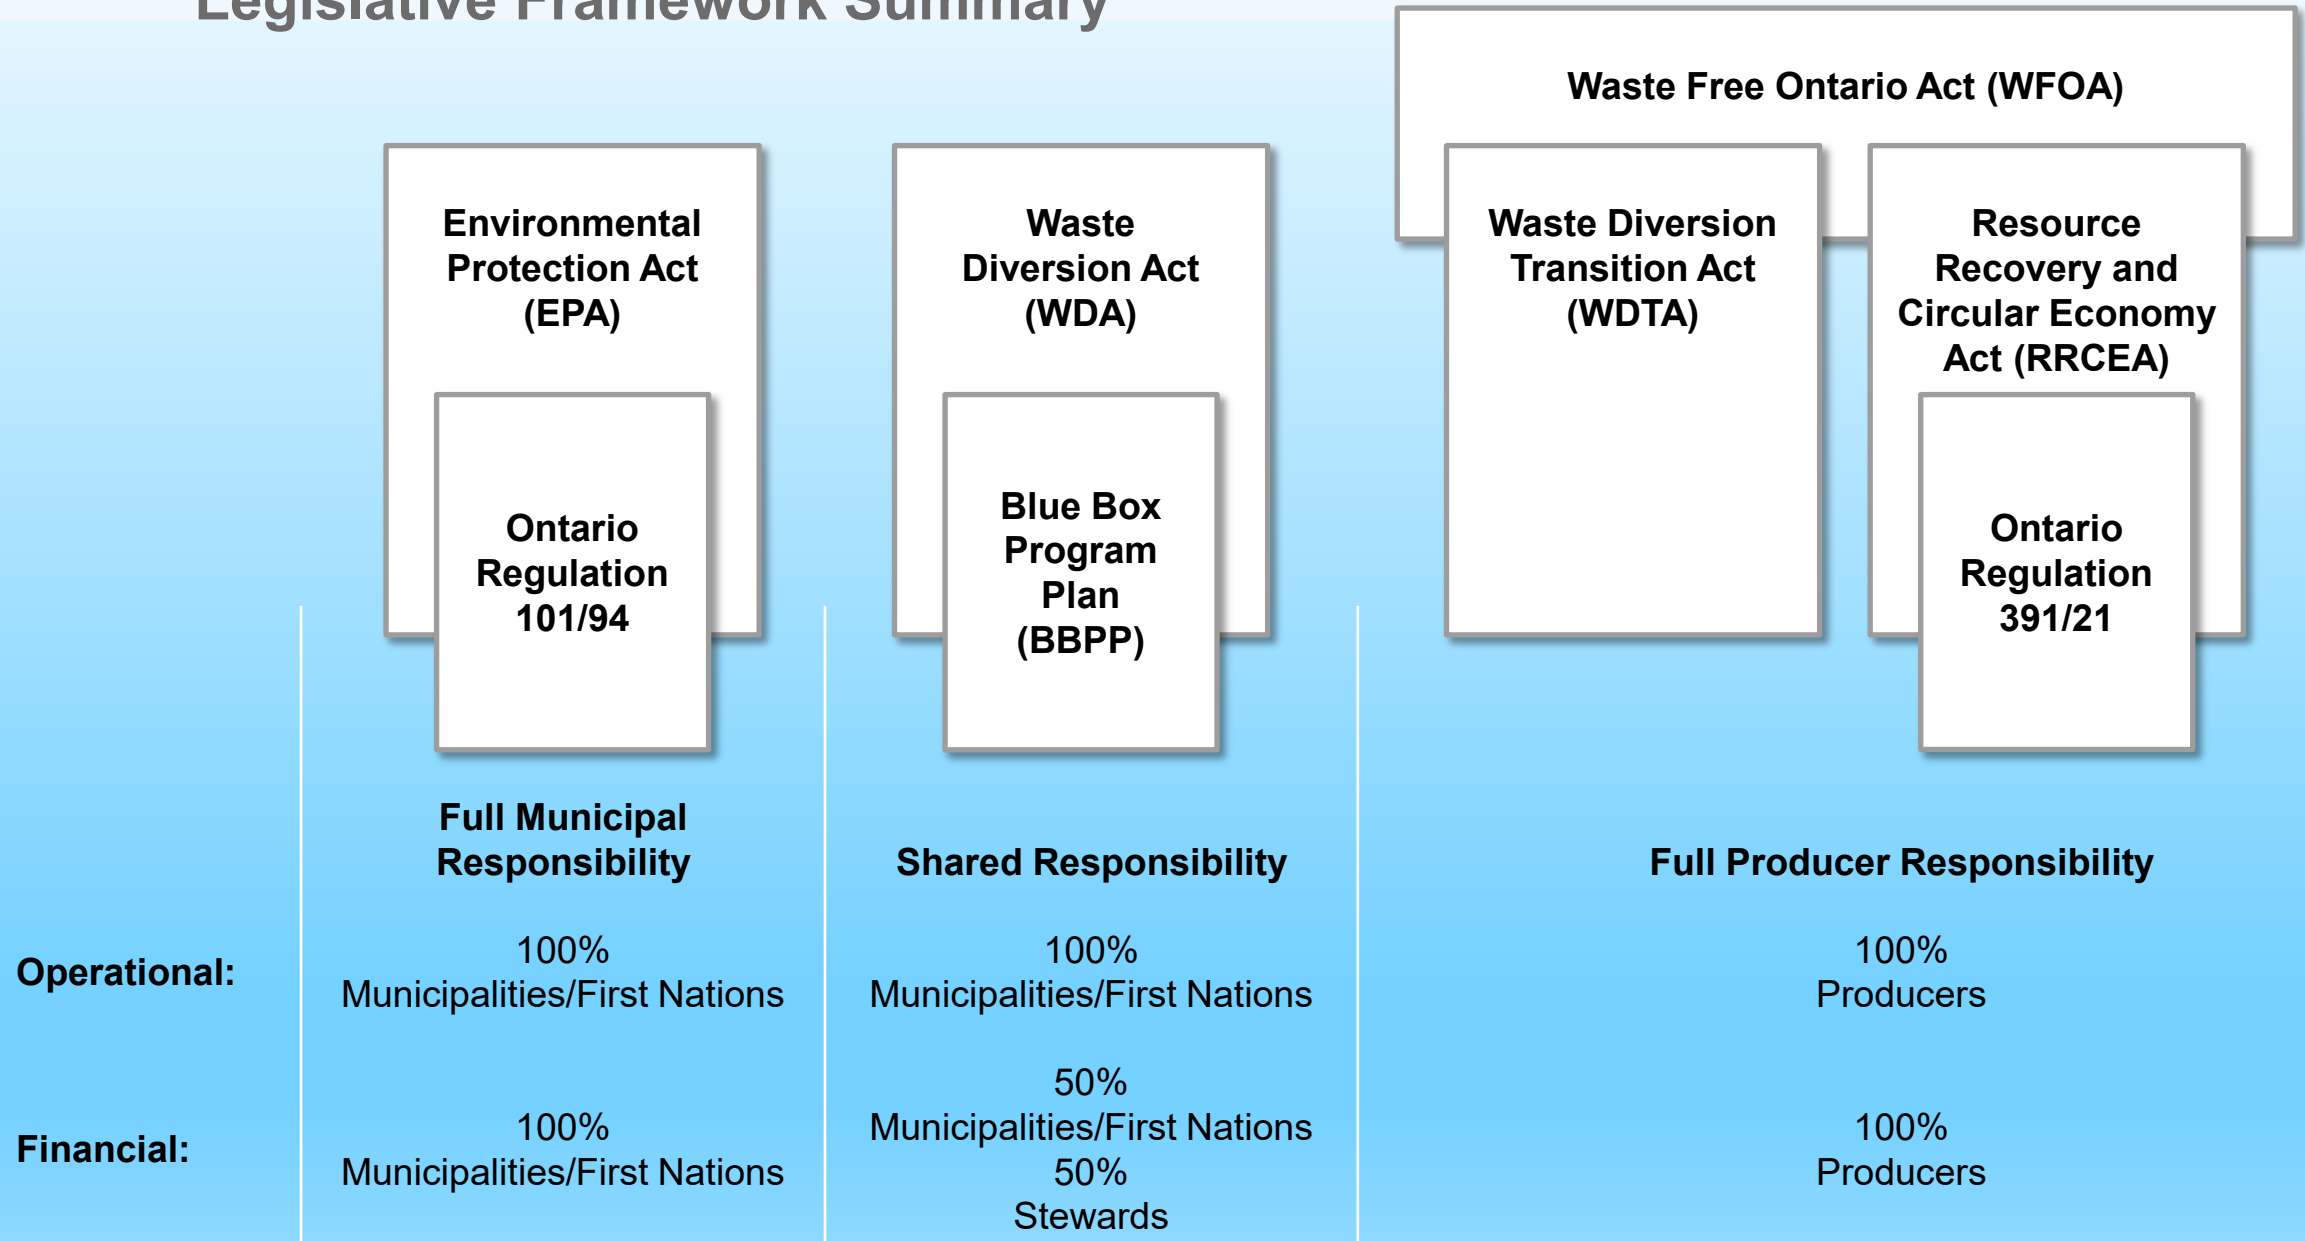 Legislative Framework Summary
Waste Free Ontario Act (WFOA)
Environmental
Protection Act
(EPA)
Waste
Diversion Act
(WDA)
Waste Diversion
Transition Act
(WDTA)
Resource
Recovery and
Circular Economy
Act (RRCEA)
Ontario
Regulation
101/94
Blue Box
Program
Plan
(BBPP)
Ontario
Regulation
391/21
Full Municipal
Responsibility
Shared Responsibility
Full Producer Responsibility
Operational:
100%
Municipalities/First Nations
100%
Municipalities/First Nations
100%
Producers
Financial:
100%
Municipalities/First Nations
50%
Municipalities/First Nations
50%
Stewards
100%
Producers